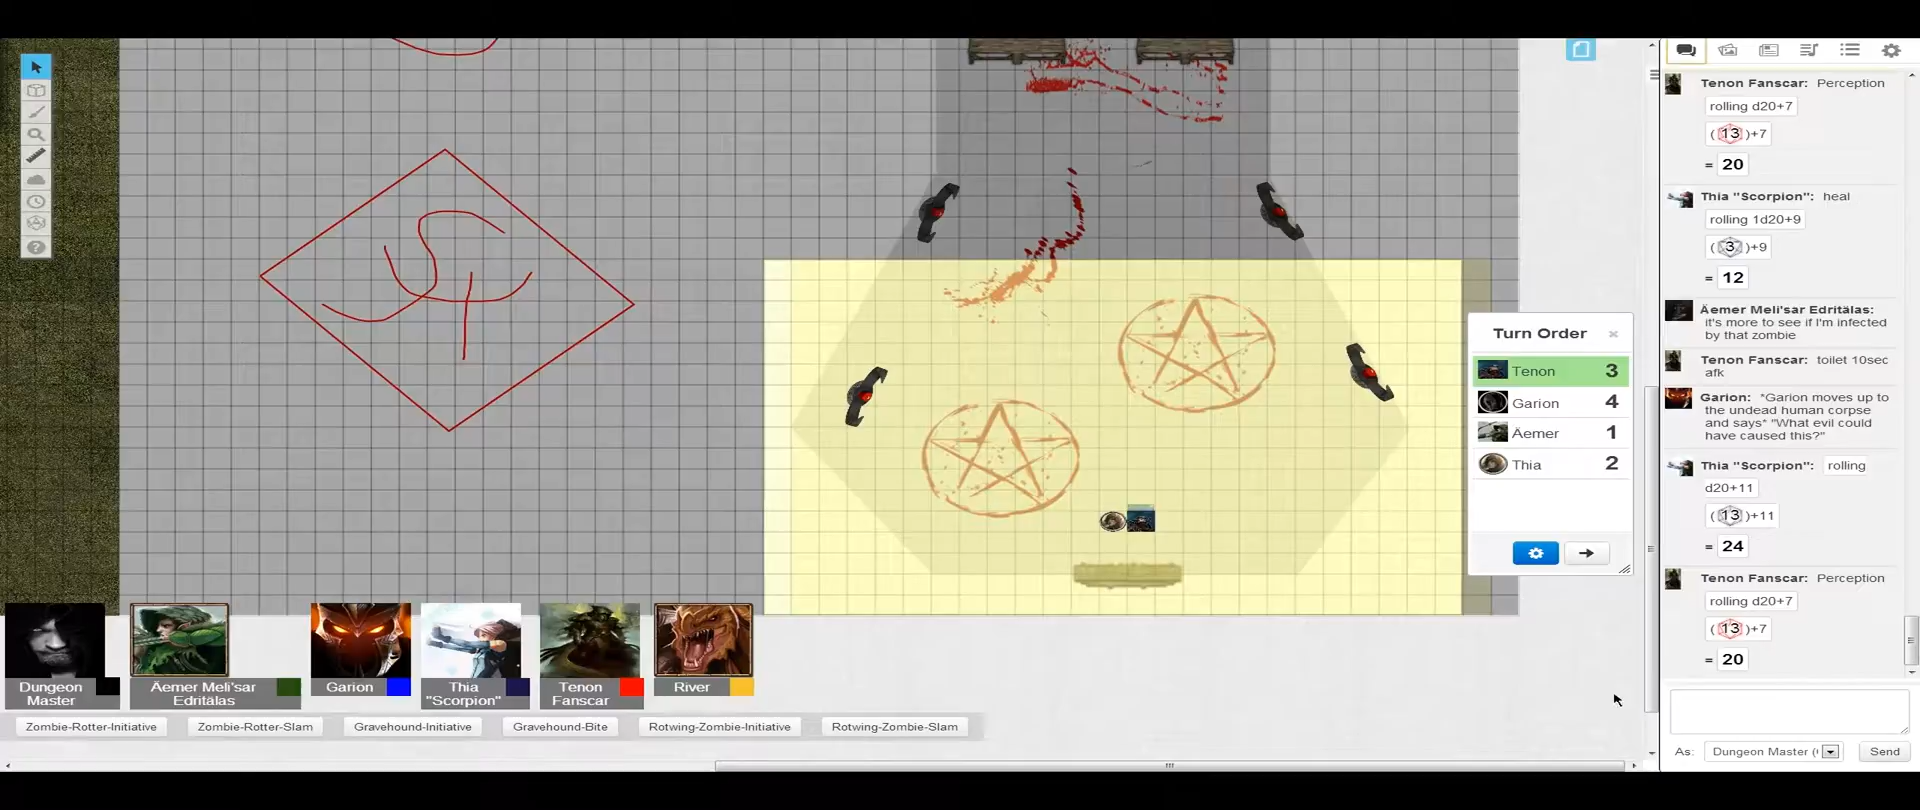 Tenon Fanscar: Perception
rolling d20+7
(13)+7
= 20
Thia "Scorpion": heal
rolling 1d20+9
(3)+9
= 12
Äemer Meli'sar Edritälas:
it's more to see if I'm infected
by that zombie
Tenon Fanscar: toilet 10sec
afk
Garion: *Garion moves up to
the undead human corpse
and says* "What evil could
have caused this?"
Thia "Scorpion": rolling
d20+11
(13)+11
= 24
Tenon Fanscar: Perception
rolling d20+7
(13)+7
= 20
As: Dungeon Master (
Send
Turn Order
Tenon 3
Garion 4
Äemer 1
Thia 2
Dungeon
Master
Äemer Meli'sar
Edritälas
Garion
Thia
"Scorpion"
Tenon
Fanscar
River
Zombie-Rotter-Initiative
Zombie-Rotter-Slam
Gravehound-Initiative
Gravehound-Bite
Rotwing-Zombie-Initiative
Rotwing-Zombie-Slam